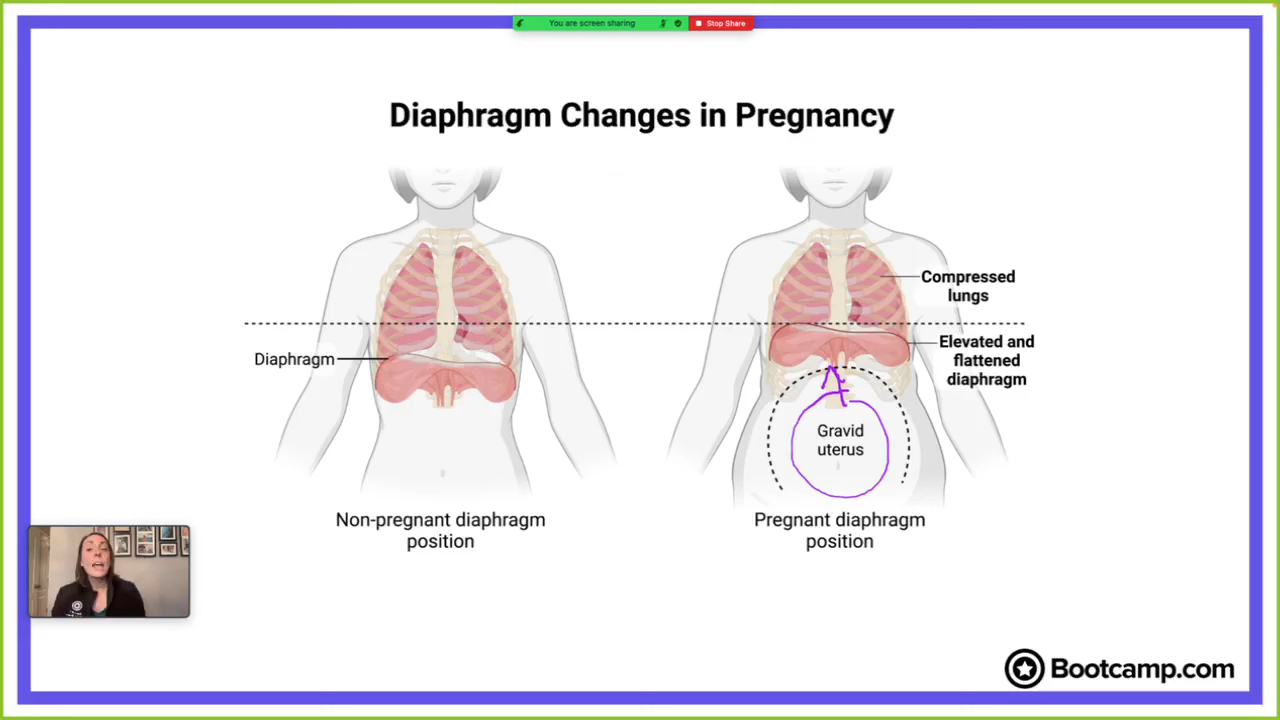 You are screen sharing
Stop Share
Diaphragm Changes in Pregnancy
Diaphragm
Compressed
lungs
Elevated and
flattened
diaphragm
Gravid
uterus
Non-pregnant diaphragm
position
Pregnant diaphragm
position
Bootcamp.com